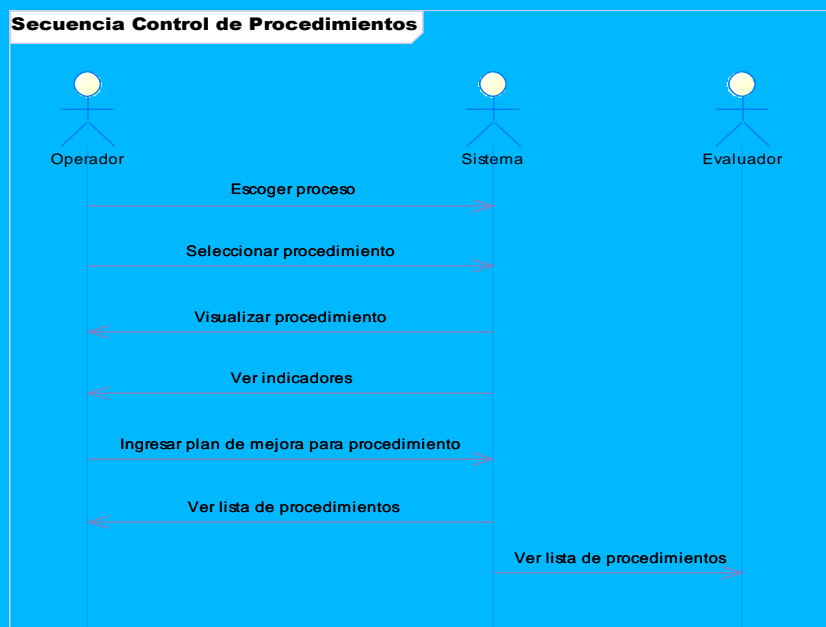 Secuencia Control de Procedimientos
Operador
Sistema
Evaluador
Escoger proceso
Seleccionar procedimiento
Visualizar procedimiento
Ver indicadores
Ingresar plan de mejora para procedimiento
Ver lista de procedimientos
Ver lista de procedimientos